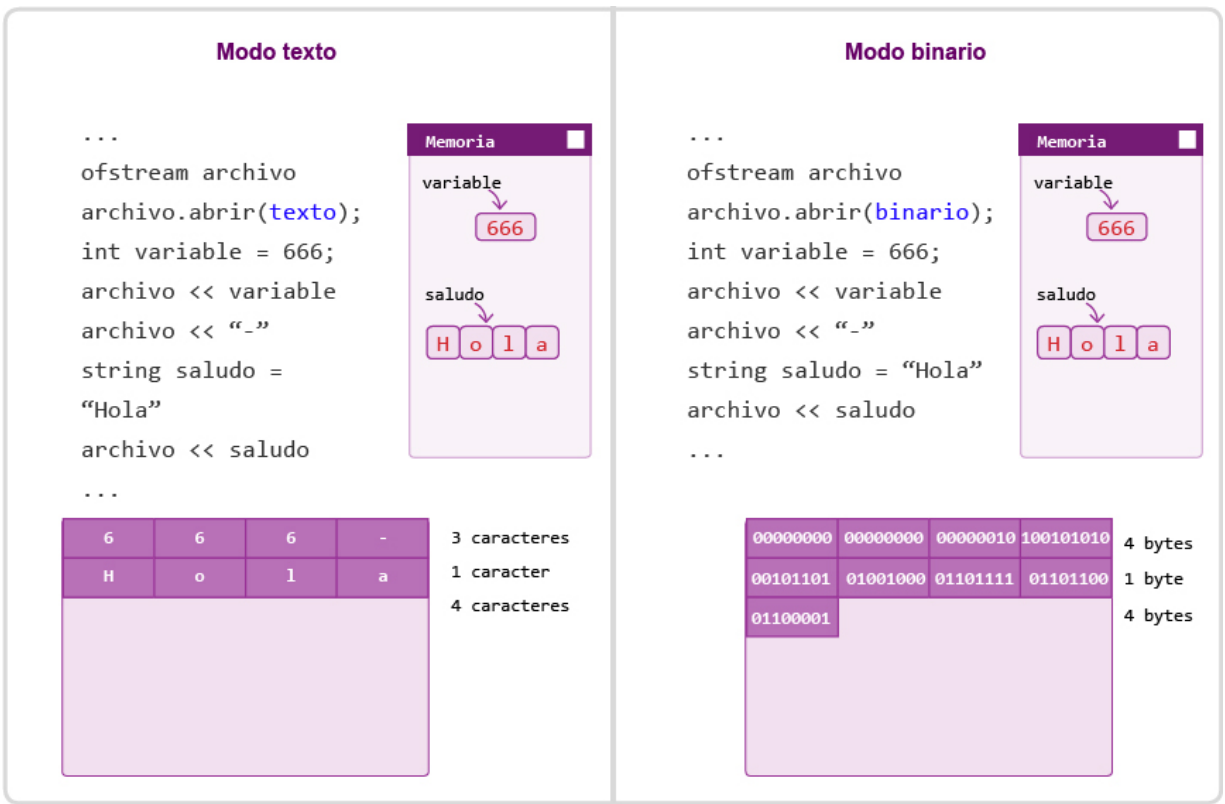 Modo texto
...
ofstream archivo
archivo.abrir(texto);
int variable = 666;
archivo << variable
archivo << “-”
string saludo =
“Hola”
archivo << saludo
...
Memoria
variable
666
saludo
H o l a
6 6 6 -
H o l a
3 caracteres
1 caracter
4 caracteres
Modo binario
...
ofstream archivo
archivo.abrir(binario);
int variable = 666;
archivo << variable
archivo << “-”
string saludo = “Hola”
archivo << saludo
...
Memoria
variable
666
saludo
H o l a
00000000 00000000 00000010 100101010
00101101 01001000 01101111 01101100
01100001
4 bytes
1 byte
4 bytes